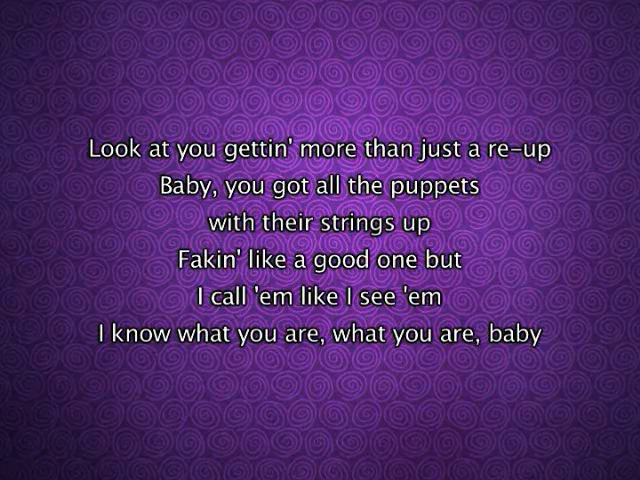 Look at you gettin' more than just a re-up
Baby, you got all the puppets
with their strings up
Fakin' like a good one but
I call 'em like I see 'em
I know what you are, what you are, baby